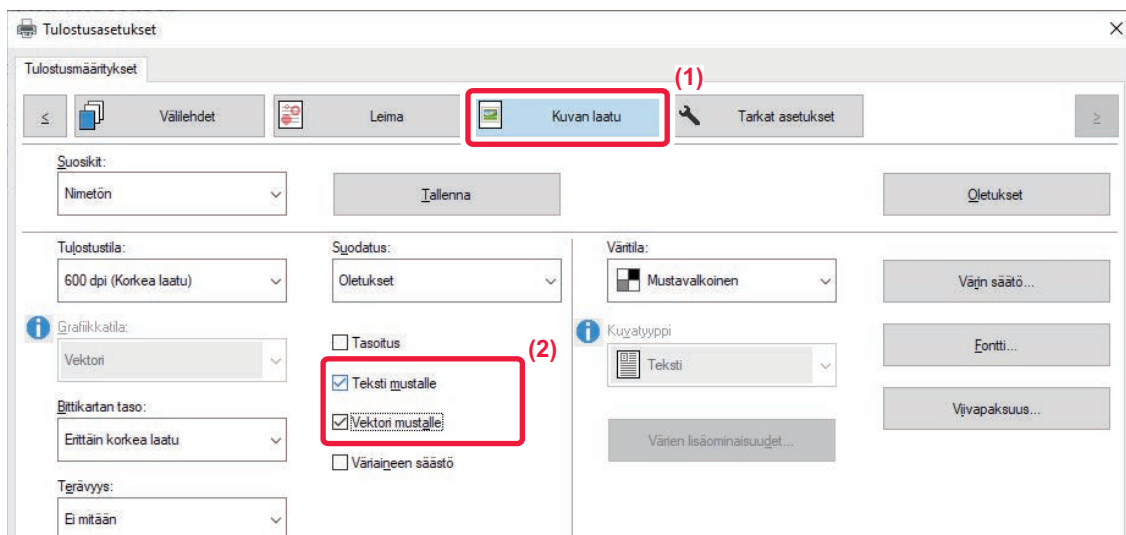 Tulostusasetukset
Tulostusmääritykset
(1)
< Välilehdet Leima Kuvan laatu Tarkat asetukset >
Suosikit:
Nimetön Tallenna Oletukset
Tulostustila: Suodatus: Väritila:
600 dpi (Korkea laatu) Oletukset Mustavalkoinen Värin säätö...
Grafiikkatila: Kuvatyyppi
Tasoitus (2) Fontti...
Vektori Teksti
Teksti mustalle
Bittikartan taso: Vektori mustalle Viivapaksuus...
Erittäin korkea laatu Värien lisäominaisuudet...
Väriaineen säästö
Terävyys:
Ei mitään